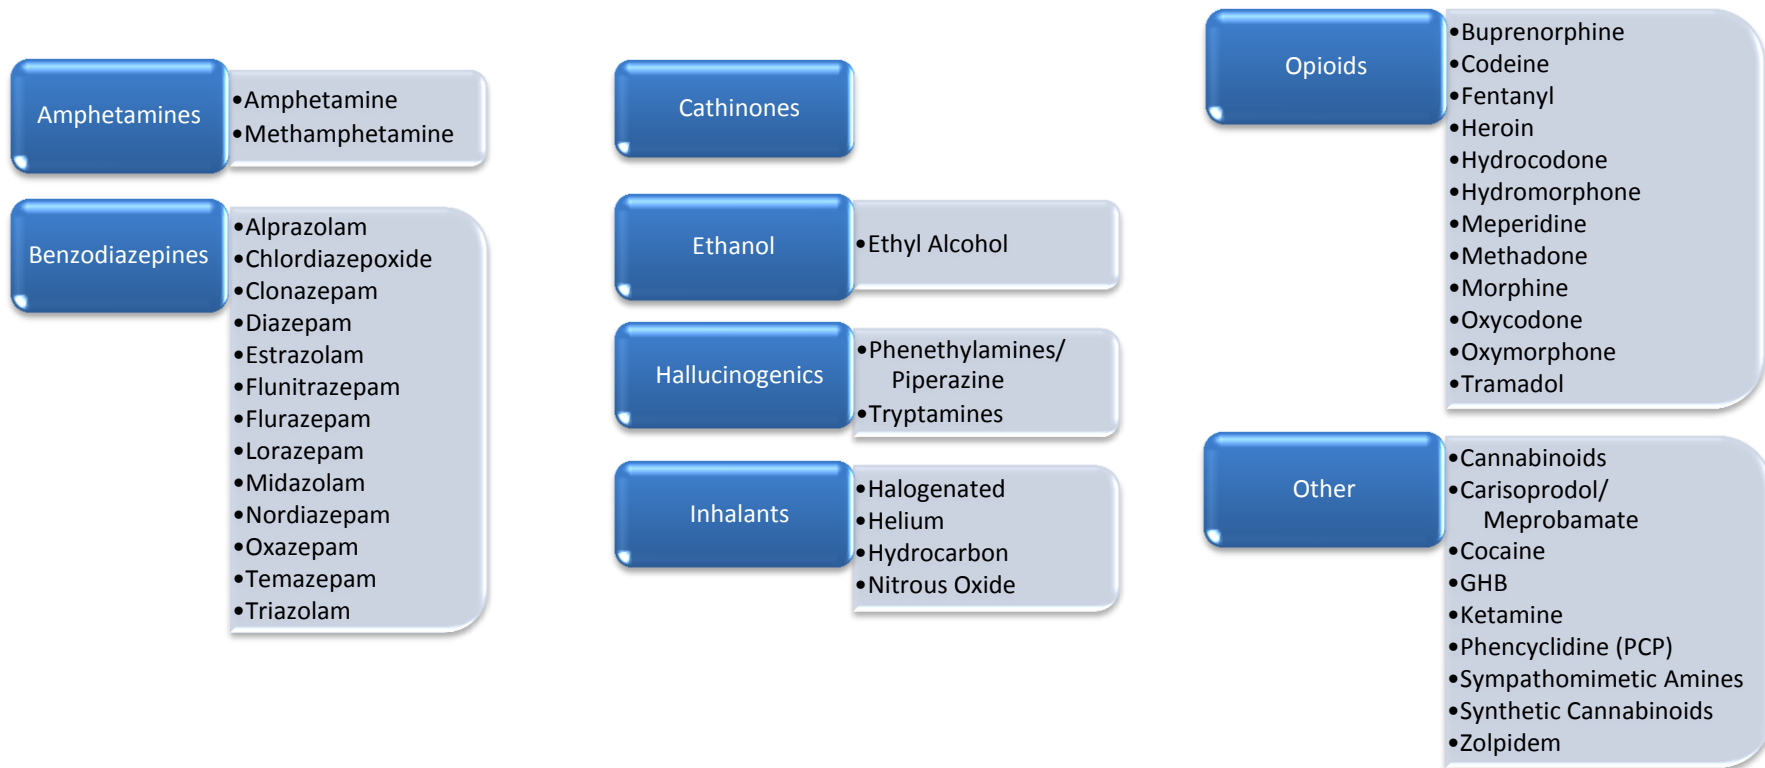 Amphetamines
•Amphetamine
•Methamphetamine
Benzodiazepines
•Alprazolam
•Chlordiazepoxide
•Clonazepam
•Diazepam
•Estrazolam
•Flunitrazepam
•Flurazepam
•Lorazepam
•Midazolam
•Nordiazepam
•Oxazepam
•Temazepam
•Triazolam
Cathinones
Ethanol
•Ethyl Alcohol
Hallucinogenics
•Phenethylamines/
Piperazine
•Tryptamines
Inhalants
•Halogenated
•Helium
•Hydrocarbon
•Nitrous Oxide
Opioids
•Buprenorphine
•Codeine
•Fentanyl
•Heroin
•Hydrocodone
•Hydromorphone
•Meperidine
•Methadone
•Morphine
•Oxycodone
•Oxymorphone
•Tramadol
Other
•Cannabinoids
•Carisoprodol/
Meprobamate
•Cocaine
•GHB
•Ketamine
•Phencyclidine (PCP)
•Sympathomimetic Amines
•Synthetic Cannabinoids
•Zolpidem